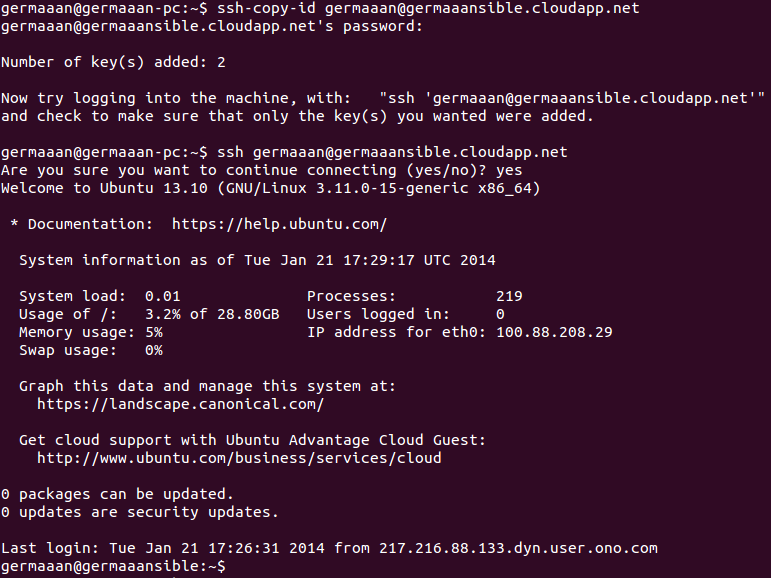 germaaan@germaaan-pc:~$ ssh-copy-id germaaan@germaaansible.cloudapp.net
germaaan@germaaansible.cloudapp.net's password:
Number of key(s) added: 2
Now try logging into the machine, with:   "ssh 'germaaan@germaaansible.cloudapp.net'"
and check to make sure that only the key(s) you wanted were added.
germaaan@germaaan-pc:~$ ssh germaaan@germaaansible.cloudapp.net
Are you sure you want to continue connecting (yes/no)? yes
Welcome to Ubuntu 13.10 (GNU/Linux 3.11.0-15-generic x86_64)
 * Documentation:  https://help.ubuntu.com/
  System information as of Tue Jan 21 17:29:17 UTC 2014
  System load:  0.01              Processes:           219
  Usage of /:   3.2% of 28.80GB   Users logged in:     0
  Memory usage: 5%                IP address for eth0: 100.88.208.29
  Swap usage:   0%
  Graph this data and manage this system at:
    https://landscape.canonical.com/
  Get cloud support with Ubuntu Advantage Cloud Guest:
    http://www.ubuntu.com/business/services/cloud
0 packages can be updated.
0 updates are security updates.
Last login: Tue Jan 21 17:26:31 2014 from 217.216.88.133.dyn.user.ono.com
germaaan@germaaansible:~$